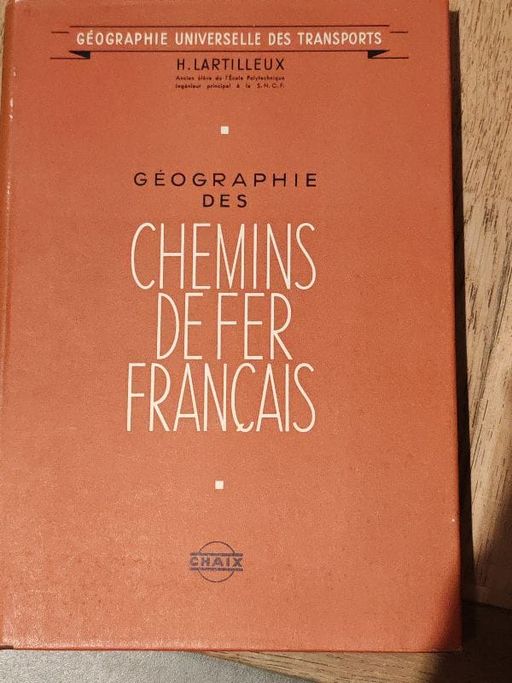 GÉOGRAPHIE UNIVERSELLE DES TRANSPORTS
H. LARTILLEUX
Ancien élève de l'École Polytechnique
Ingénieur principal à la S.N.C.F.
GÉOGRAPHIE
DES
CHEMINS
DE FER
FRANÇAIS
CHAIX